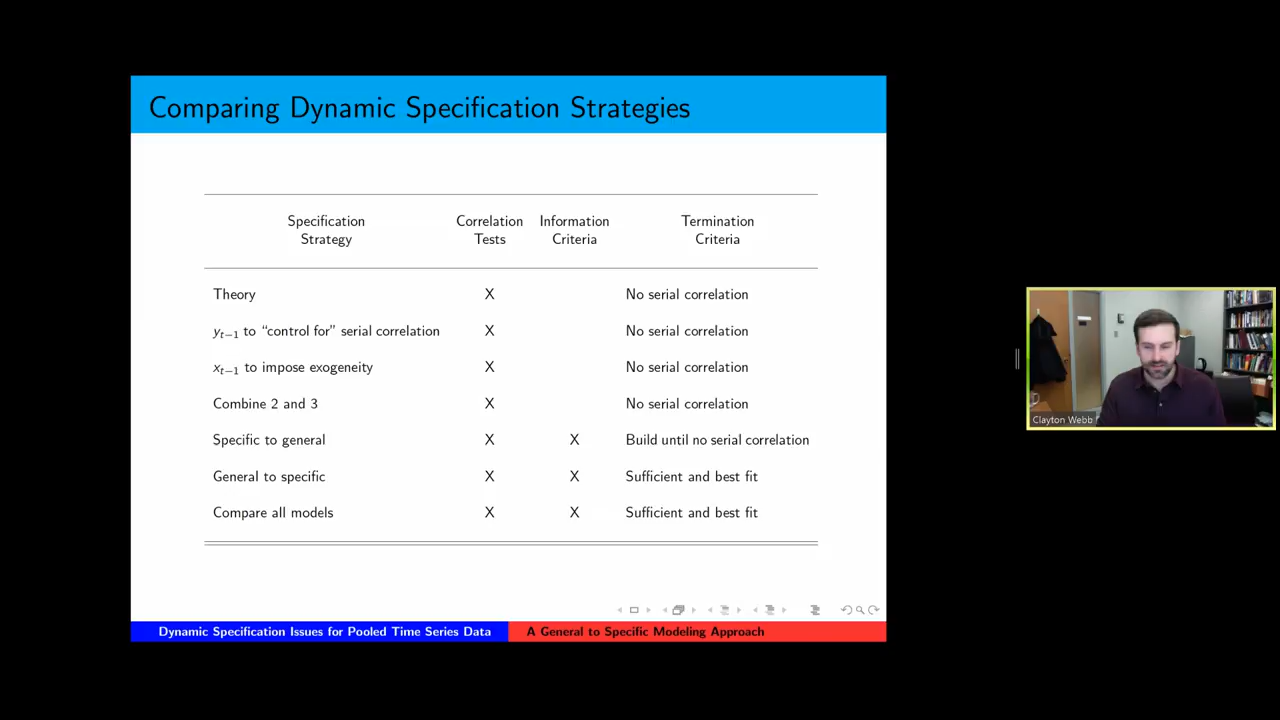 Comparing Dynamic Specification Strategies
Specification Strategy
Correlation Tests
Information Criteria
Termination Criteria
Theory X No serial correlation
yt−1 to “control for” serial correlation X No serial correlation
xt−1 to impose exogeneity X No serial correlation
Combine 2 and 3 X No serial correlation
Specific to general X X Build until no serial correlation
General to specific X X Sufficient and best fit
Compare all models X X Sufficient and best fit
Dynamic Specification Issues for Pooled Time Series Data
A General to Specific Modeling Approach
Clayton Webb